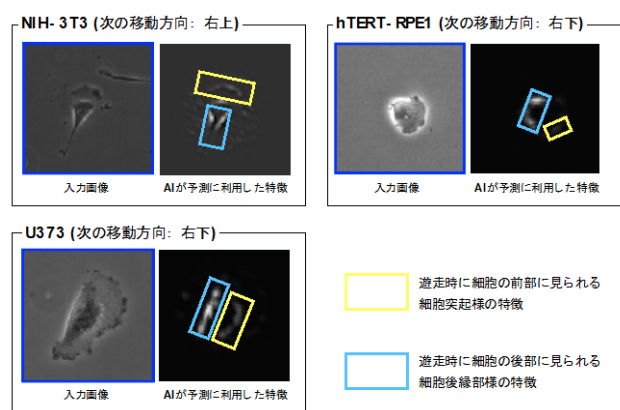 NIH-3T3 (次の移動方向: 右上)
入力画像
AIが予測に利用した特徴
hTERT-RPE1 (次の移動方向: 右下)
入力画像
AIが予測に利用した特徴
U373 (次の移動方向: 右下)
入力画像
AIが予測に利用した特徴
遊走時に細胞の前部に見られる
細胞突起様の特徴
遊走時に細胞の後部に見られる
細胞後縁部様の特徴